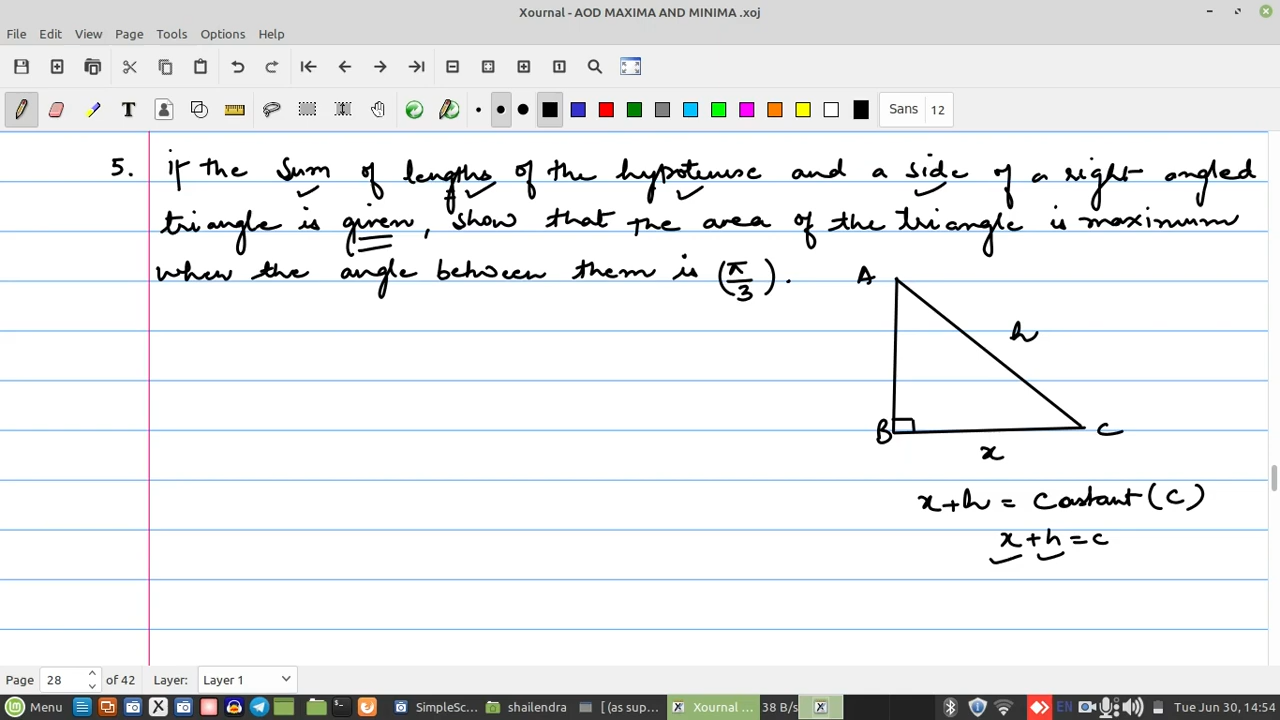 Xournal - AOD MAXIMA AND MINIMA .xoj
File Edit View Page Tools Options Help
Sans 12
5. If the sum of lengths of the hypotenuse and a side of a right angled
triangle is given, show that the area of the triangle is maximum
when the angle between them is (π/3).
A
h
B
C
x
x+h = Castant (C)
x+h=c
Page 28 of 42 Layer: Layer 1
Menu SimpleSc... shailendra [(as sup... Xournal ... 38 B/s EN Tue Jun 30, 14:54